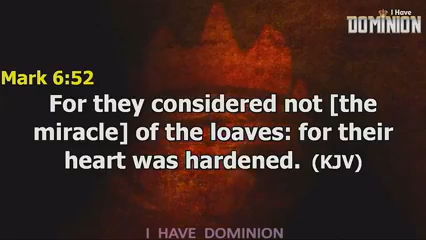 I Have
DOMINION
Mark 6:52
For they considered not [the
miracle] of the loaves: for their
heart was hardened. (KJV)
I HAVE DOMINION